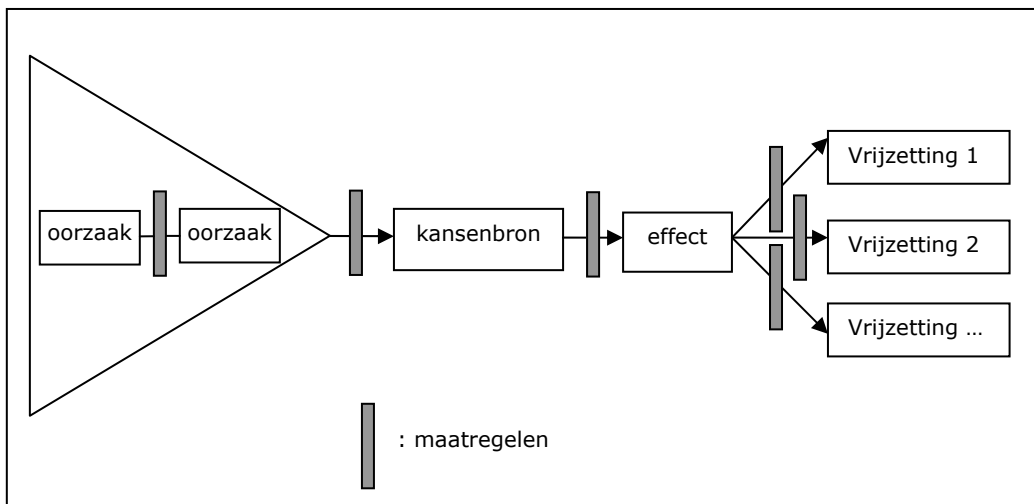 Vrijzetting 1
oorzaak
oorzaak
kansenbron
effect
Vrijzetting 2
Vrijzetting …
: maatregelen